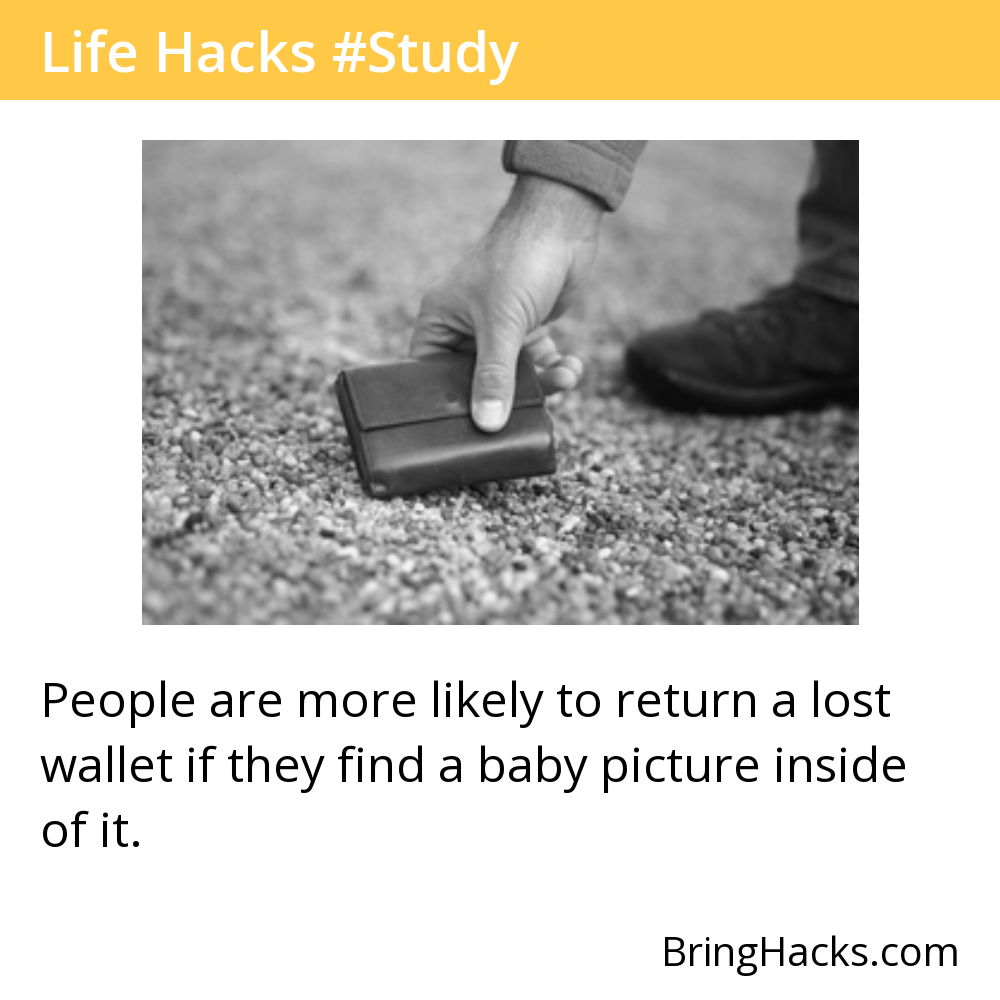 Life Hacks #Study
People are more likely to return a lost
wallet if they find a baby picture inside
of it.
BringHacks.com